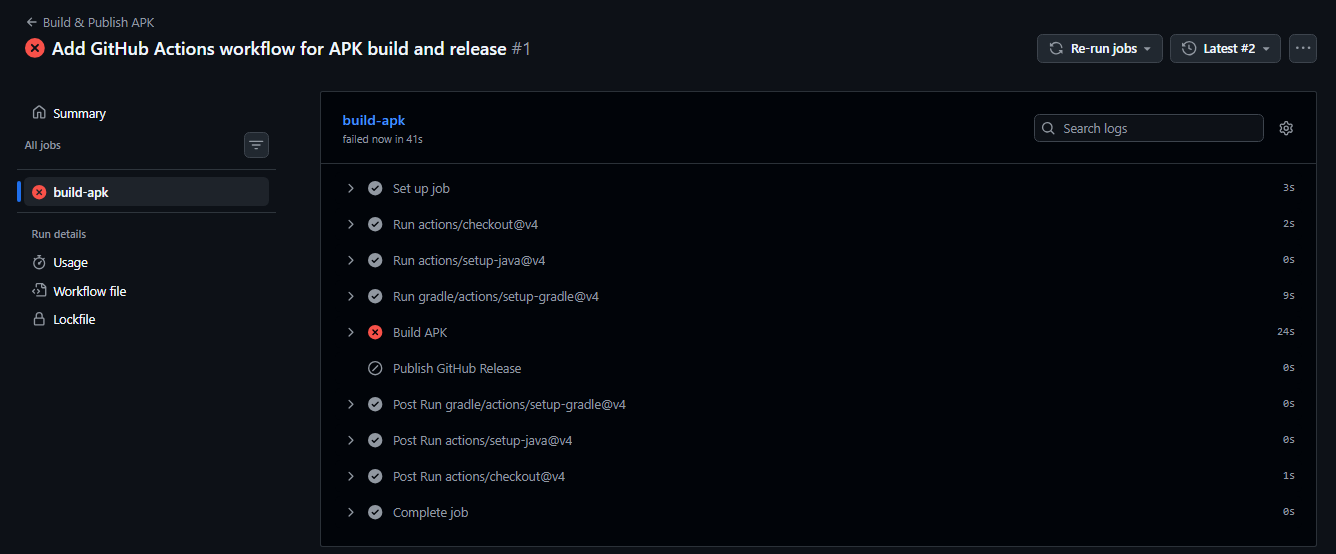 Build & Publish APK
Add GitHub Actions workflow for APK build and release #1
Re-run jobs
Latest #2
Summary
All jobs
build-apk
Run details
Usage
Workflow file
Lockfile
build-apk
failed now in 41s
Search logs
Set up job 3s
Run actions/checkout@v4 2s
Run actions/setup-java@v4 0s
Run gradle/actions/setup-gradle@v4 9s
Build APK 24s
Publish GitHub Release 0s
Post Run gradle/actions/setup-gradle@v4 0s
Post Run actions/setup-java@v4 0s
Post Run actions/checkout@v4 1s
Complete job 0s